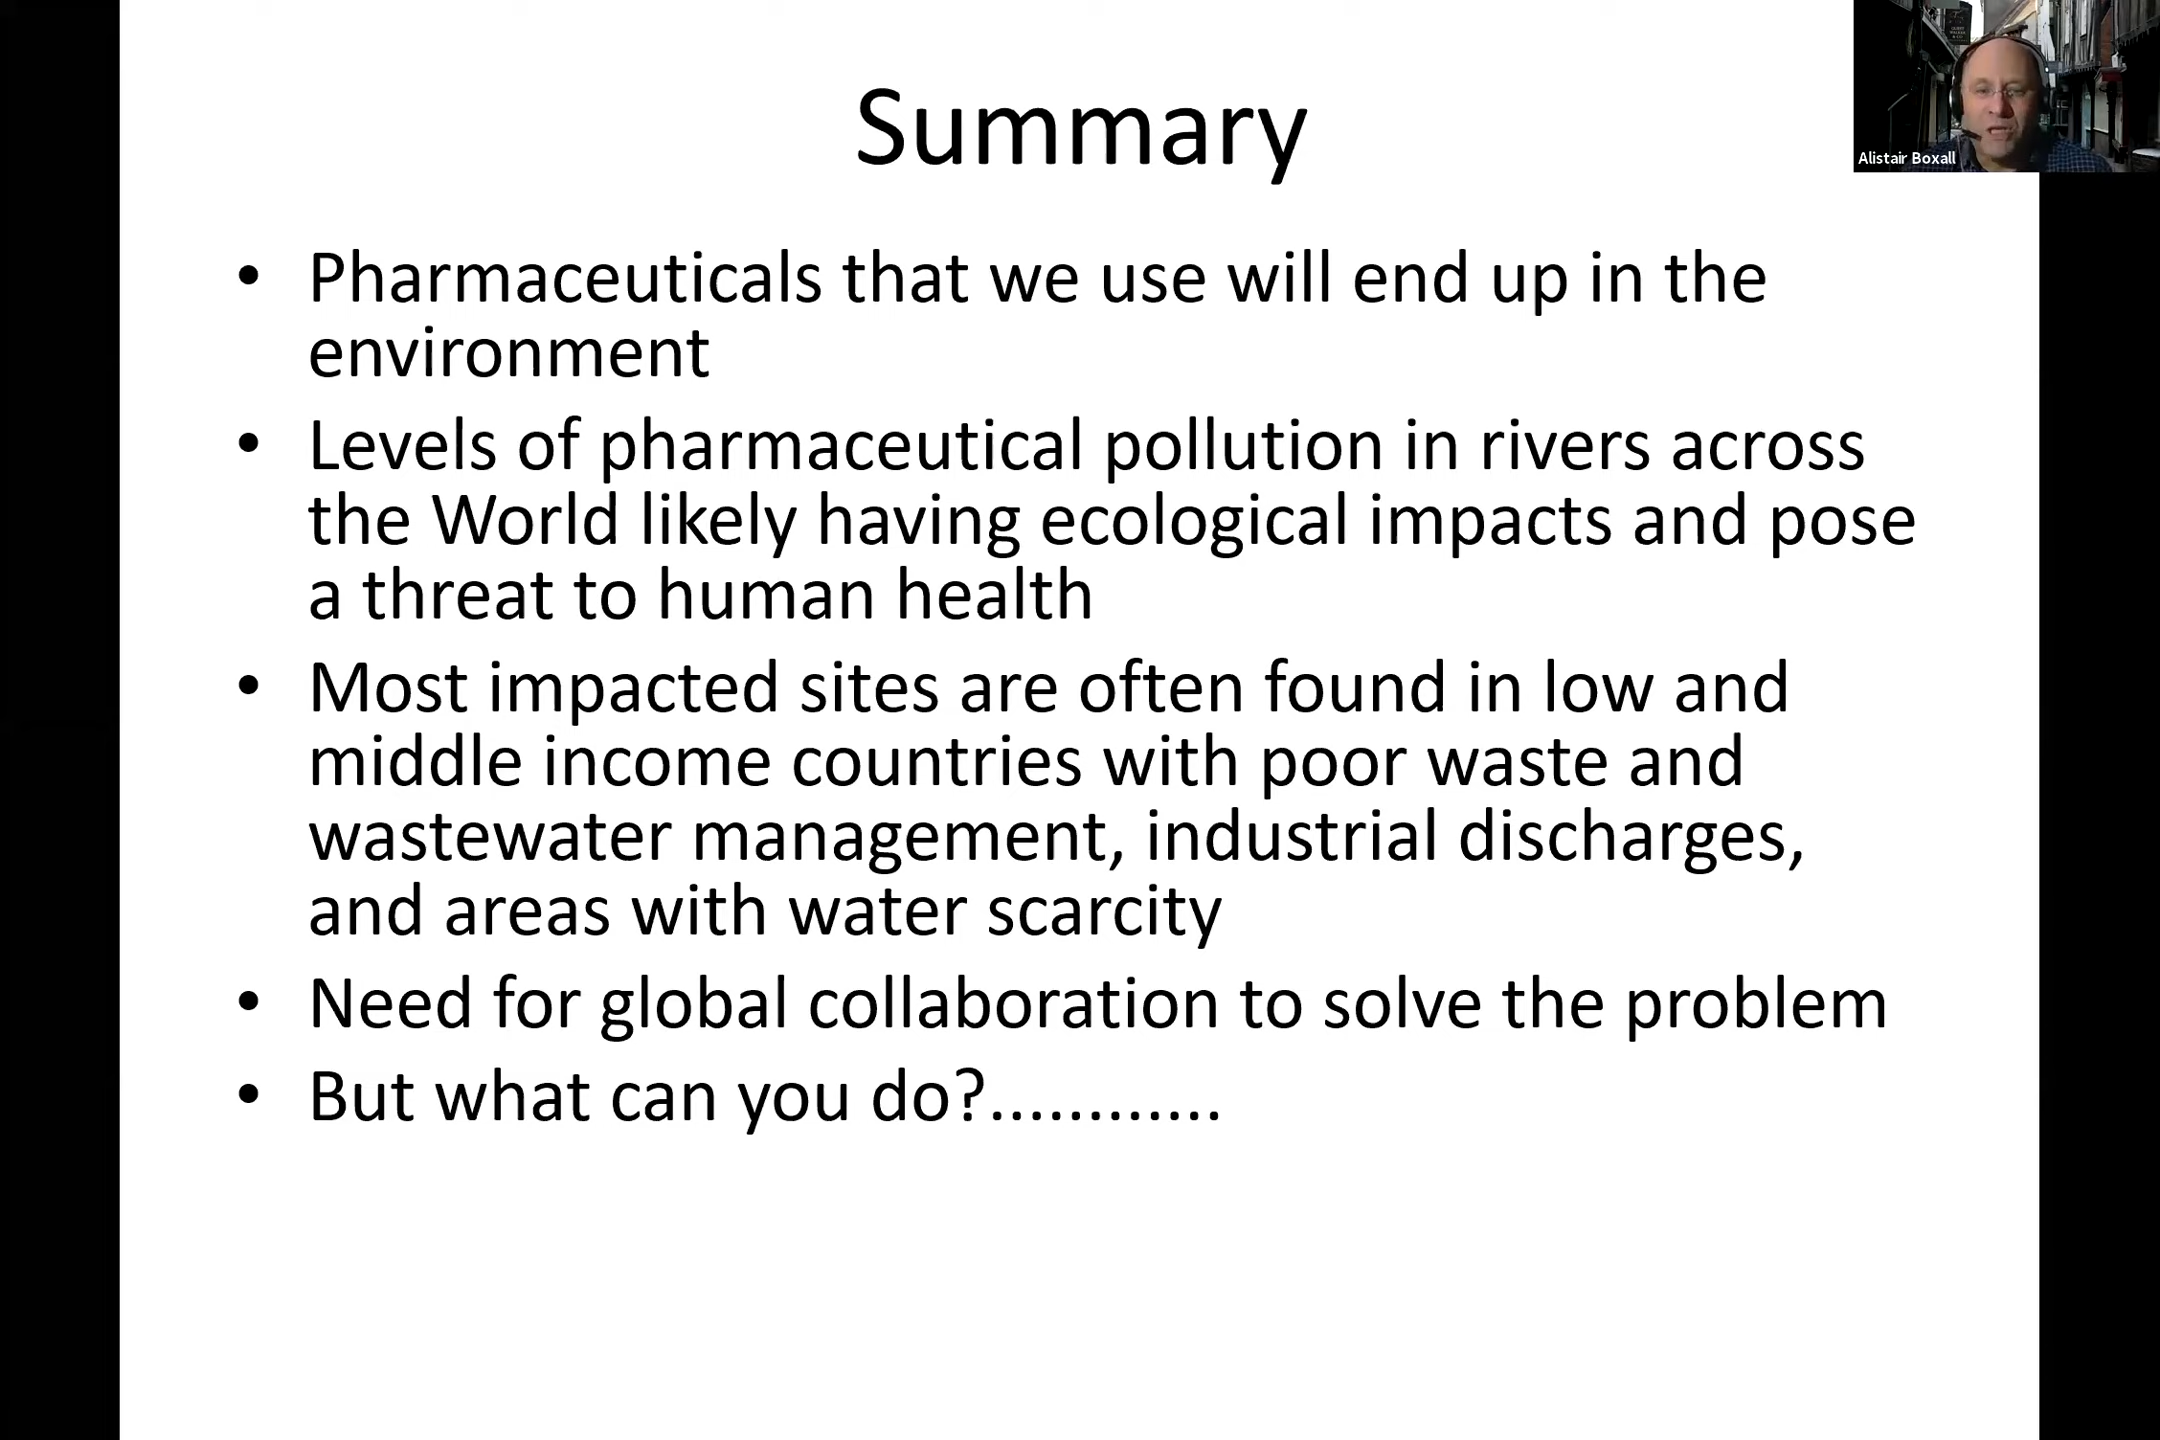 Summary
Alistair Boxall
• Pharmaceuticals that we use will end up in the
environment
• Levels of pharmaceutical pollution in rivers across
the World likely having ecological impacts and pose
a threat to human health
• Most impacted sites are often found in low and
middle income countries with poor waste and
wastewater management, industrial discharges,
and areas with water scarcity
• Need for global collaboration to solve the problem
• But what can you do?............